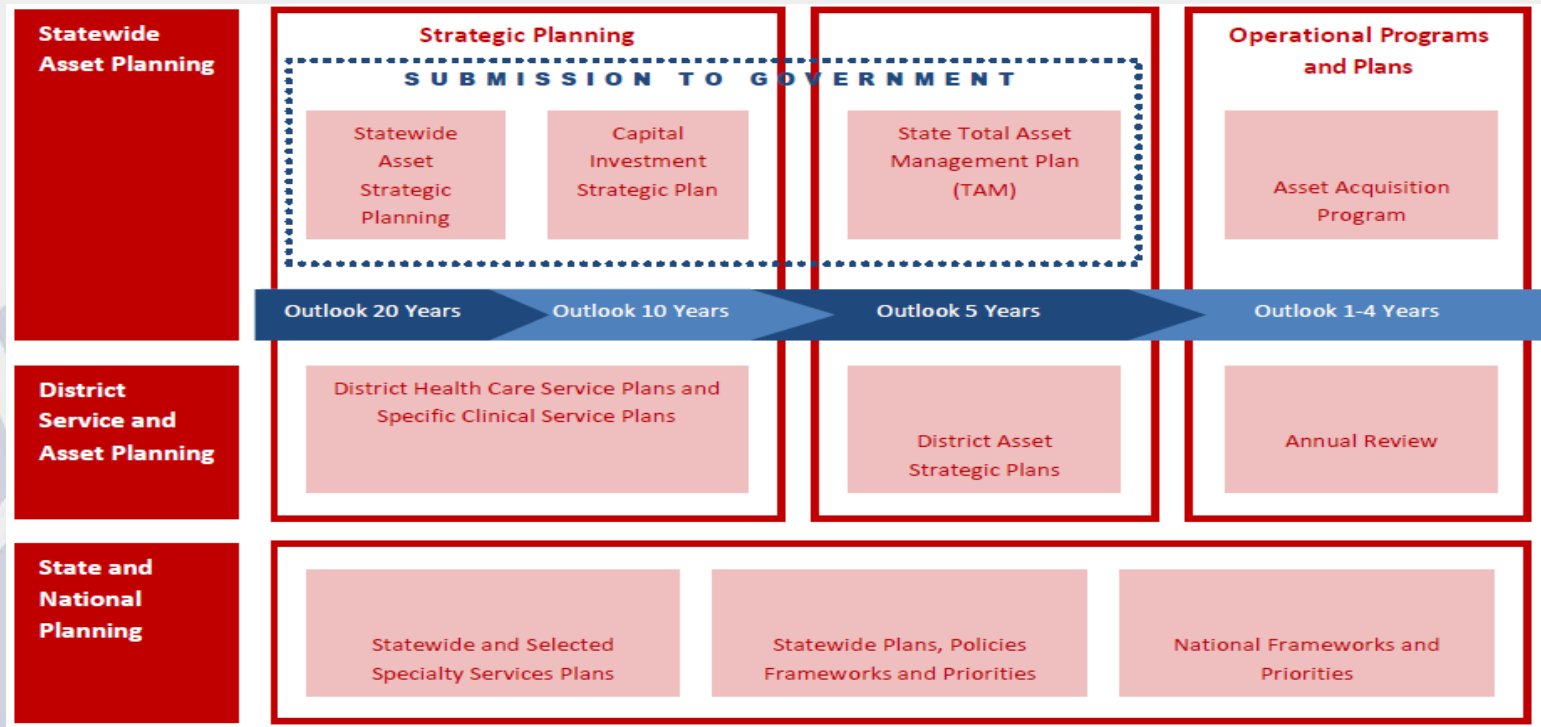 Statewide
Asset Planning
Strategic Planning
Operational Programs
and Plans
SUBMISSION TO GOVERNMENT
Statewide
Asset
Strategic
Planning
Capital
Investment
Strategic Plan
State Total Asset
Management Plan
(TAM)
Asset Acquisition
Program
Outlook 20 Years
Outlook 10 Years
Outlook 5 Years
Outlook 1-4 Years
District
Service and
Asset Planning
District Health Care Service Plans and
Specific Clinical Service Plans
District Asset
Strategic Plans
Annual Review
State and
National
Planning
Statewide and Selected
Specialty Services Plans
Statewide Plans, Policies
Frameworks and Priorities
National Frameworks and
Priorities